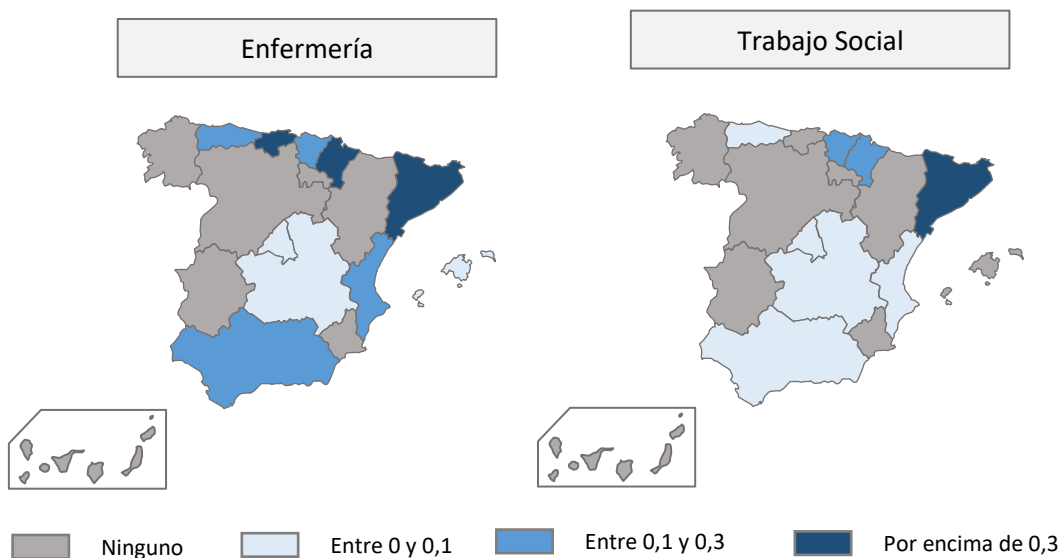 Enfermería
Trabajo Social
Ninguno
Entre 0 y 0,1
Entre 0,1 y 0,3
Por encima de 0,3